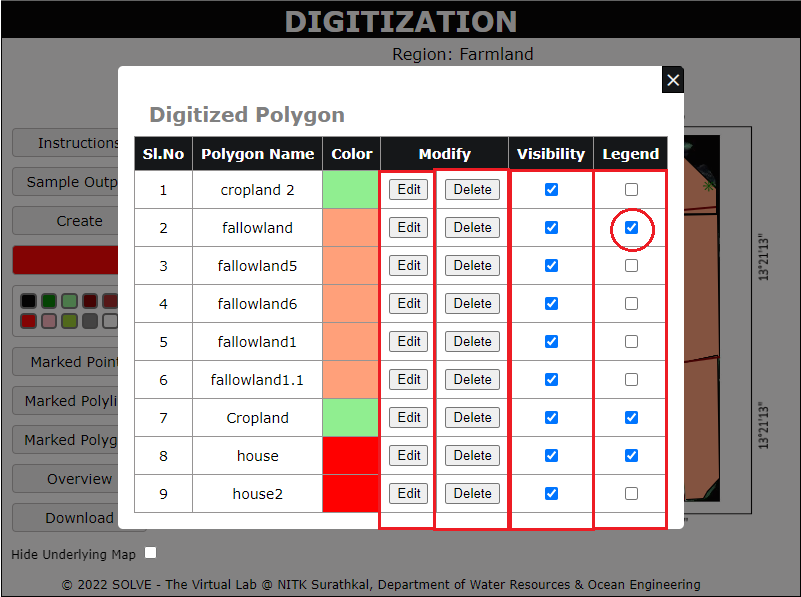 DIGITIZATION
Region: Farmland
Digitized Polygon
Sl.No Polygon Name Color Modify Visibility Legend
1 cropland 2 Edit Delete
2 fallowland Edit Delete
3 fallowland5 Edit Delete
4 fallowland6 Edit Delete
5 fallowland1 Edit Delete
6 fallowland1.1 Edit Delete
7 Cropland Edit Delete
8 house Edit Delete
9 house2 Edit Delete
Instructions
Sample Outp
Create
Marked Point
Marked Polyli
Marked Polyg
Overview
Download
Hide Underlying Map
13°21'13"
13°21'13"
© 2022 SOLVE - The Virtual Lab @ NITK Surathkal, Department of Water Resources & Ocean Engineering